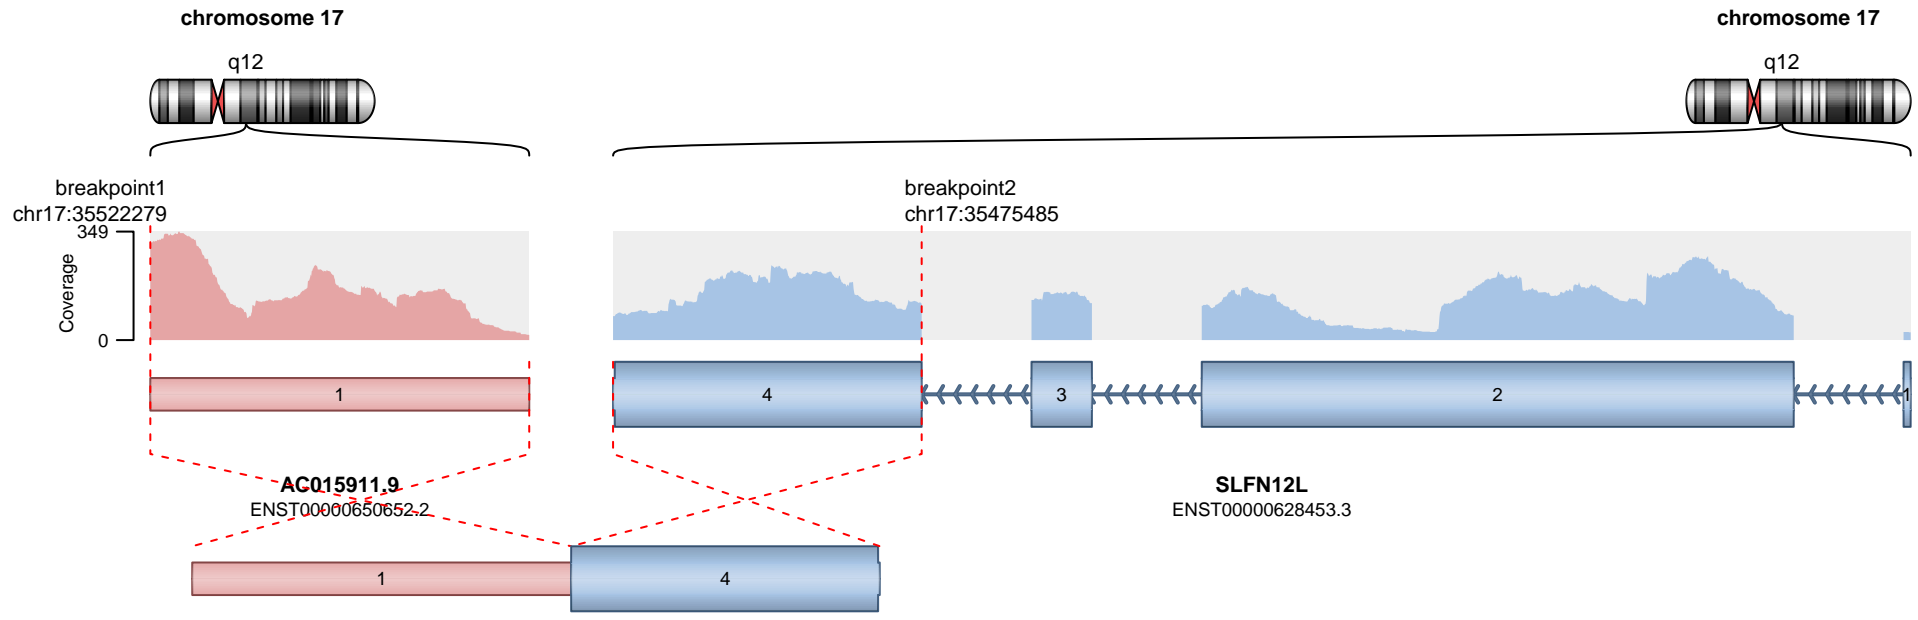 chromosome 17
chromosome 17
q12
q12
breakpoint1
chr17:35522279
breakpoint2
chr17:35475485
349
Coverage
0
1
4
3
2
1
AC015911.9
ENST00000650652.2
SLFN12L
ENST00000628453.3
1
4